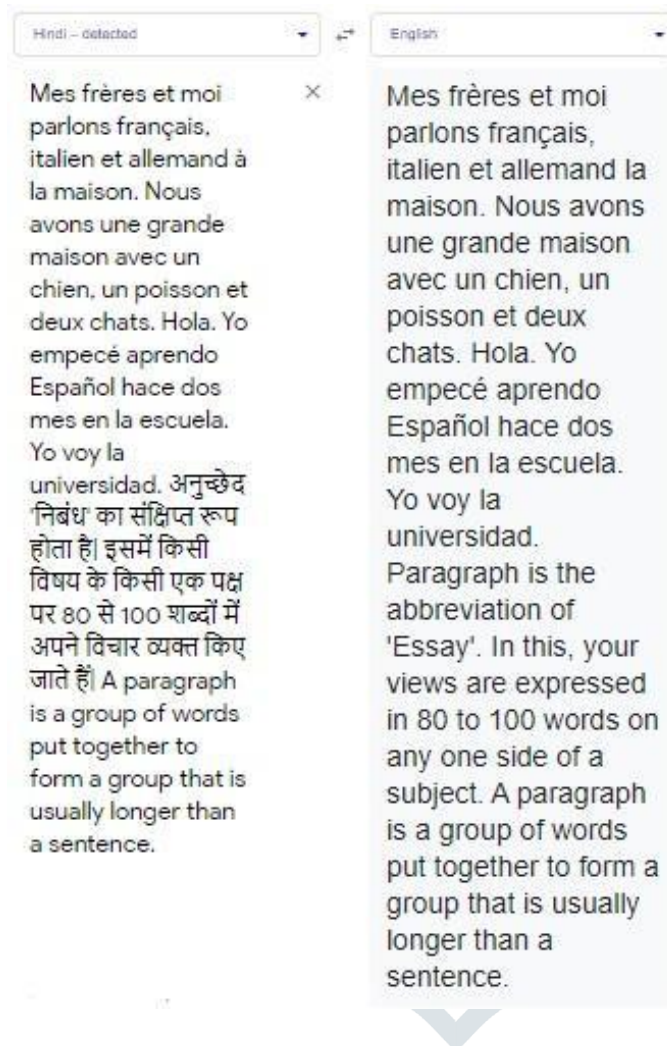 Hindi – detected
English
Mes frères et moi
parlons français,
italien et allemand à
la maison. Nous
avons une grande
maison avec un
chien, un poisson et
deux chats. Hola. Yo
empecé aprendo
Español hace dos
mes en la escuela.
Yo voy la
universidad. अनुच्छेद
'निबंध' का संक्षिप्त रूप
होता है| इसमें किसी
विषय के किसी एक पक्ष
पर 80 से 100 शब्दों में
अपने विचार व्यक्त किए
जाते हैं| A paragraph
is a group of words
put together to
form a group that is
usually longer than
a sentence.
Mes frères et moi
parlons français,
italien et allemand la
maison. Nous avons
une grande maison
avec un chien, un
poisson et deux
chats. Hola. Yo
empecé aprendo
Español hace dos
mes en la escuela.
Yo voy la
universidad.
Paragraph is the
abbreviation of
'Essay'. In this, your
views are expressed
in 80 to 100 words on
any one side of a
subject. A paragraph
is a group of words
put together to form a
group that is usually
longer than a
sentence.